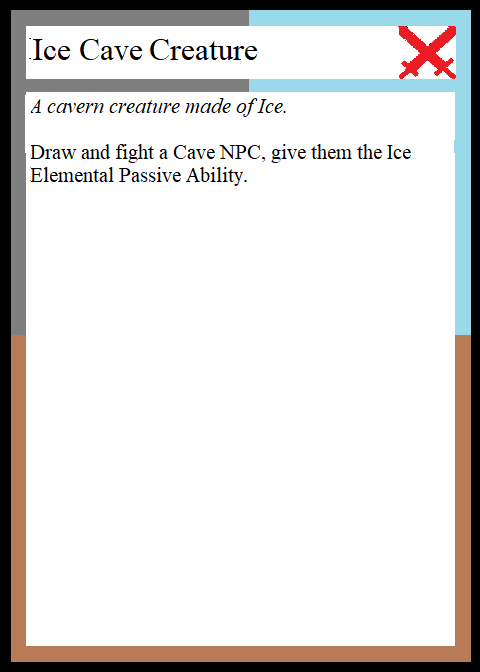 Ice Cave Creature
A cavern creature made of Ice.
Draw and fight a Cave NPC, give them the Ice
Elemental Passive Ability.